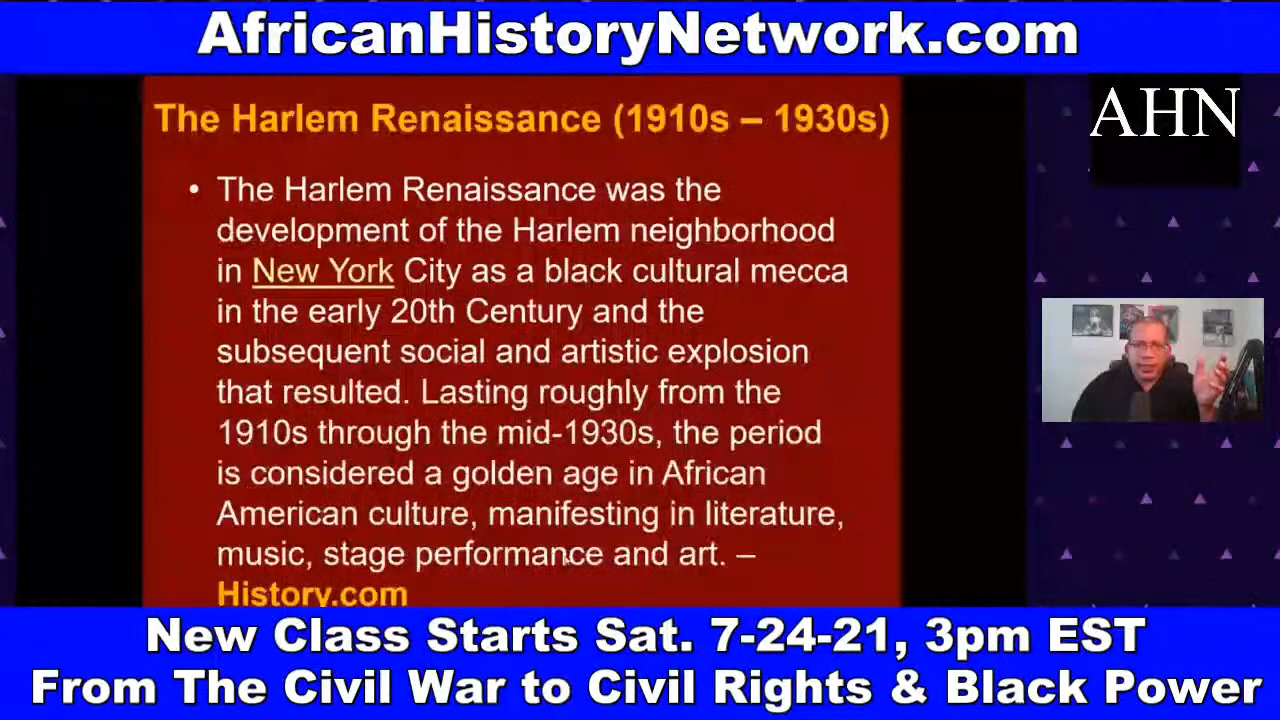 AfricanHistoryNetwork.com
AHN
The Harlem Renaissance (1910s – 1930s)
• The Harlem Renaissance was the
development of the Harlem neighborhood
in New York City as a black cultural mecca
in the early 20th Century and the
subsequent social and artistic explosion
that resulted. Lasting roughly from the
1910s through the mid-1930s, the period
is considered a golden age in African
American culture, manifesting in literature,
music, stage performance and art. –
History.com
New Class Starts Sat. 7-24-21, 3pm EST
From The Civil War to Civil Rights & Black Power